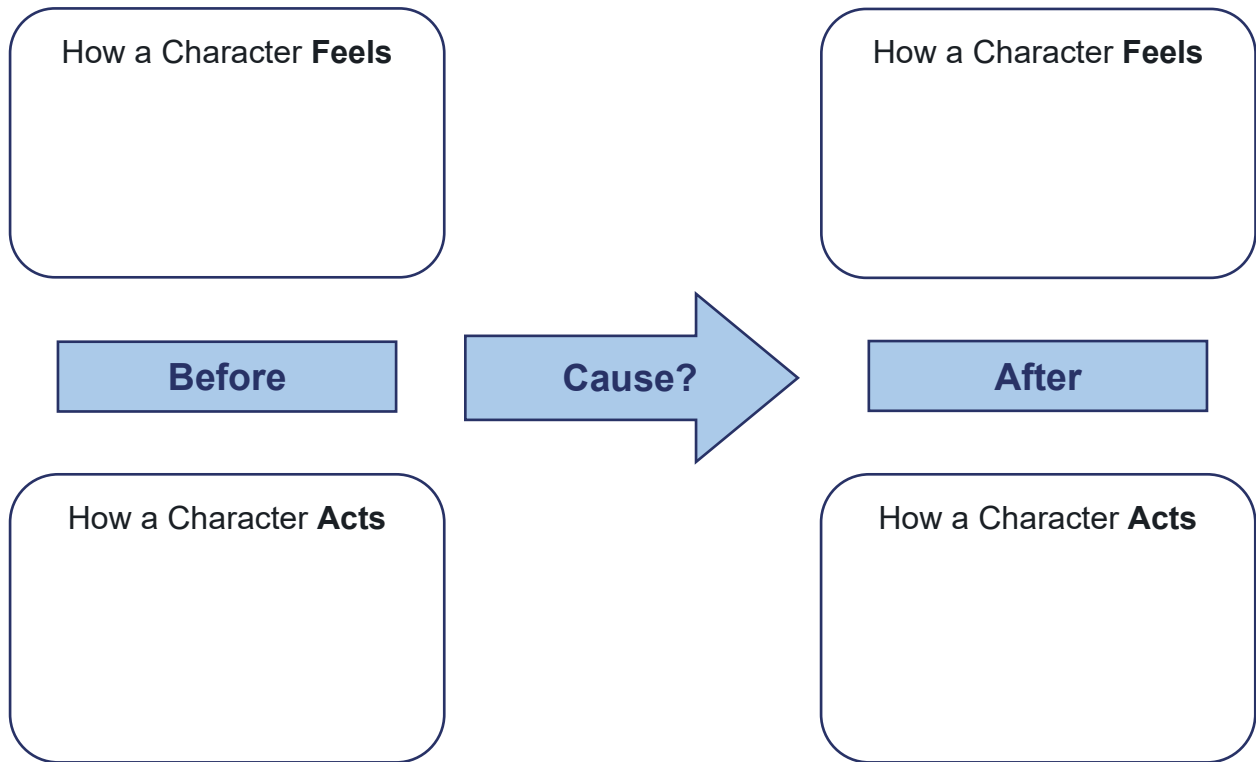 How a Character Feels
How a Character Feels
Before
Cause?
After
How a Character Acts
How a Character Acts